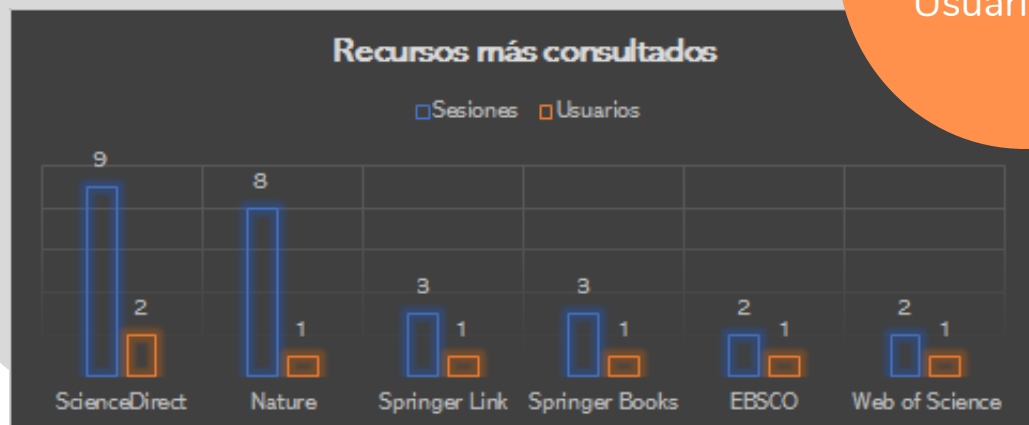 Recursos más consultados
Sesiones Usuarios
9 2 8 1 3 1 3 1 2 1 2 1
ScienceDirect Nature Springer Link Springer Books EBSCO Web of Science